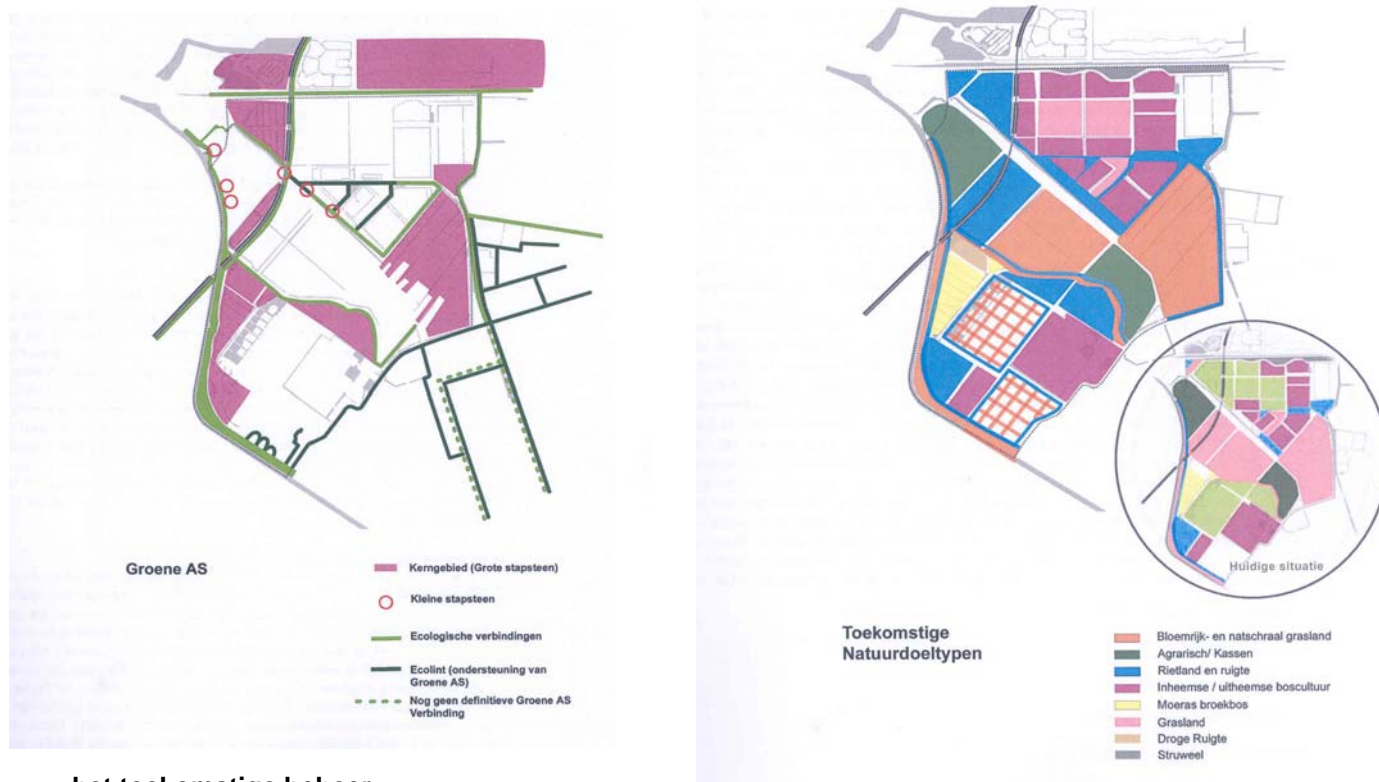 Groene AS
Kerngebied (Grote stapsteen)
Kleine stapsteen
Ecologische verbindingen
Ecolint (ondersteuning van
Groene AS)
Nog geen definitieve Groene AS
Verbinding
Huidige situatie
Toekomstige
Natuurdoeltypen
Bloemrijk- en natschraal grasland
Agrarisch/ Kassen
Rietland en ruigte
Inheemse / uitheemse boscultuur
Moeras broekbos
Grasland
Droge Ruigte
Struweel